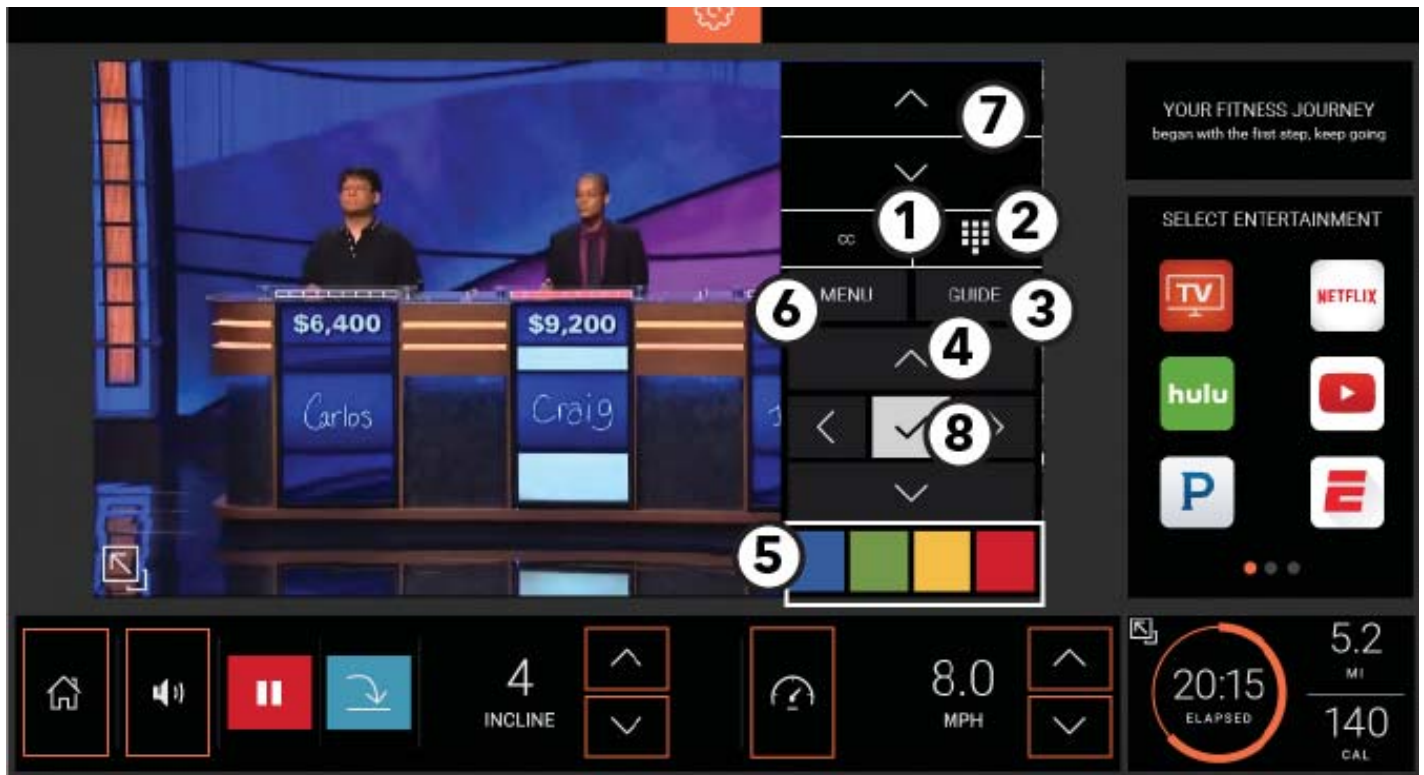 7
YOUR FITNESS JOURNEY
began with the first step, keep going
1
2
CC
SELECT ENTERTAINMENT
TV
NETFLIX
6
MENU
GUIDE
3
$6,400
$9,200
4
hulu
Carlos
Craig
8
P
E
5
4
INCLINE
8.0
MPH
20:15
ELAPSED
5.2
MI
140
CAL